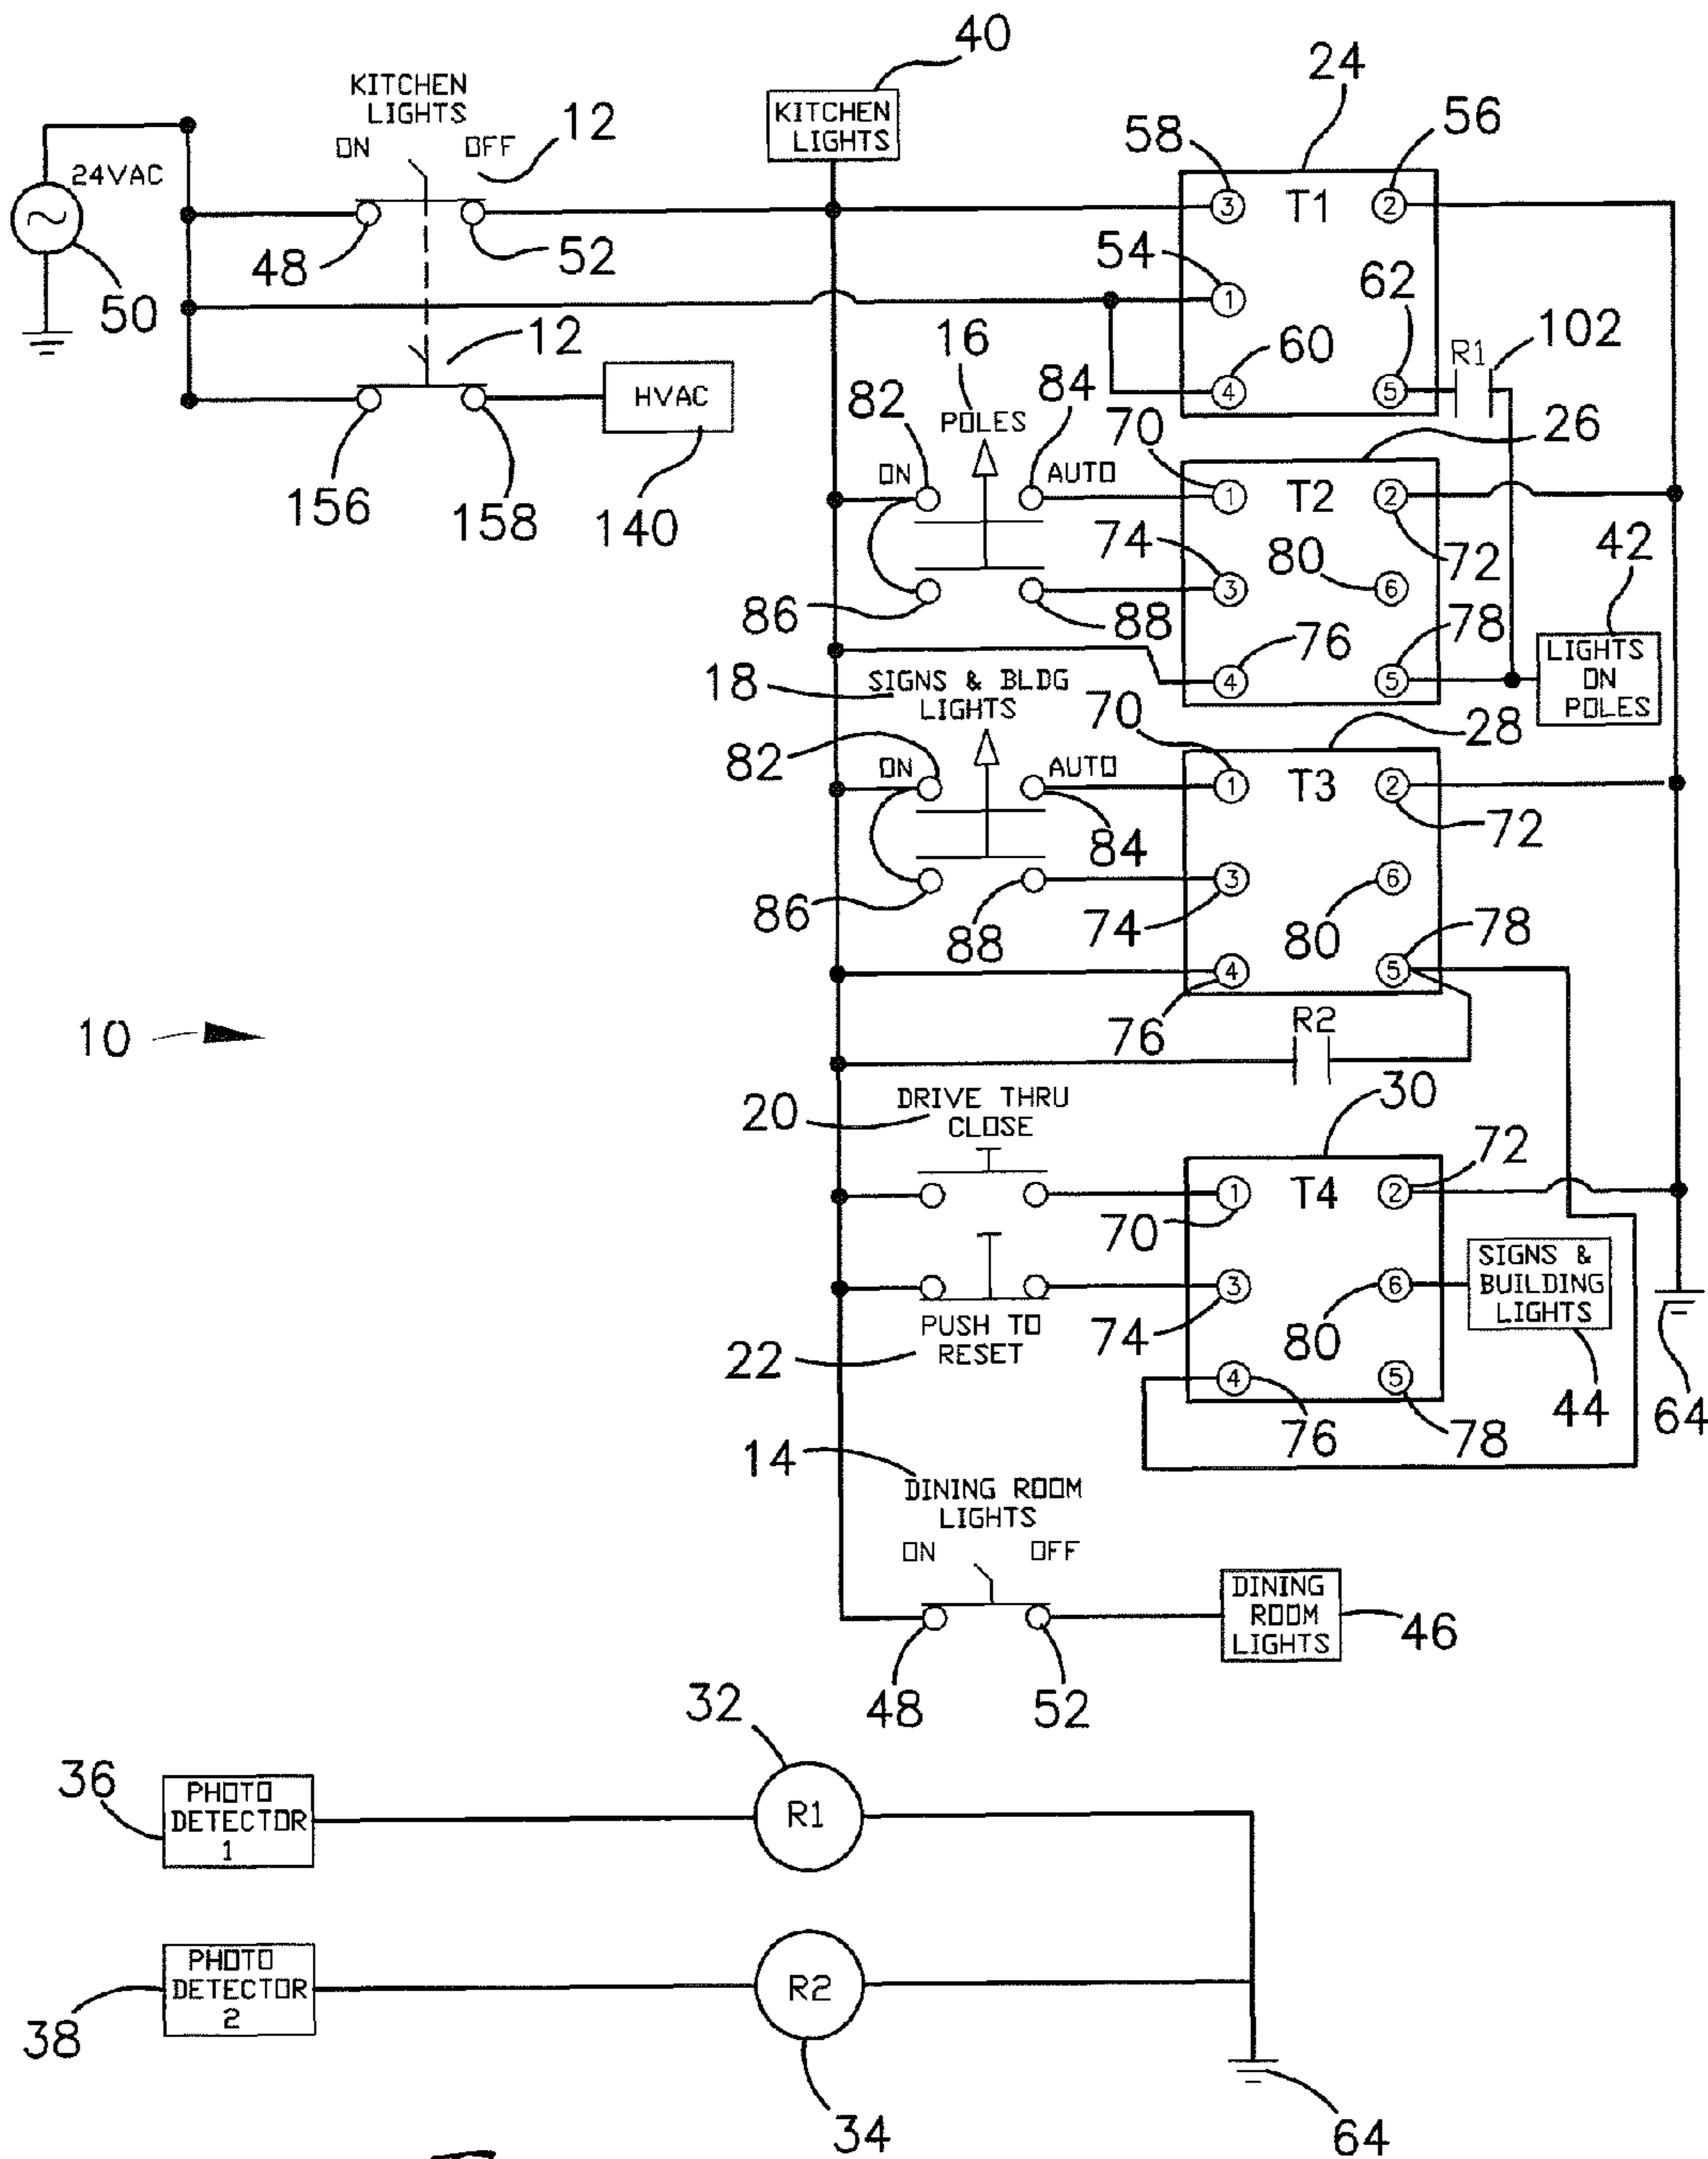 40
24
KITCHEN
LIGHTS
ON OFF
12
KITCHEN
LIGHTS
58
56
24VAC
3 T1 2
48
52
54
62
50
1
12
16
60
R1
102
HVAC
82
POLES
84
4
5
70
26
ON
AUTO
156
158
140
1 T2 2
74
80
72
42
3
6
86
88
76
78
LIGHTS
ON
POLES
18
SIGNS & BLDG
LIGHTS
4
5
70
28
82
ON
AUTO
1 T3 2
84
72
3
6
86
88
74
80
78
4
5
10
76
R2
30
20
DRIVE THRU
CLOSE
72
1 T4 2
70
SIGNS &
BUILDING
LIGHTS
3
6
PUSH TO
RESET
22
74
80
4
5
44
64
76
78
14
DINING ROOM
LIGHTS
ON OFF
DINING
ROOM
LIGHTS
46
48
52
32
36
PHOTO
DETECTOR
1
R1
PHOTO
DETECTOR
2
R2
38
34
64